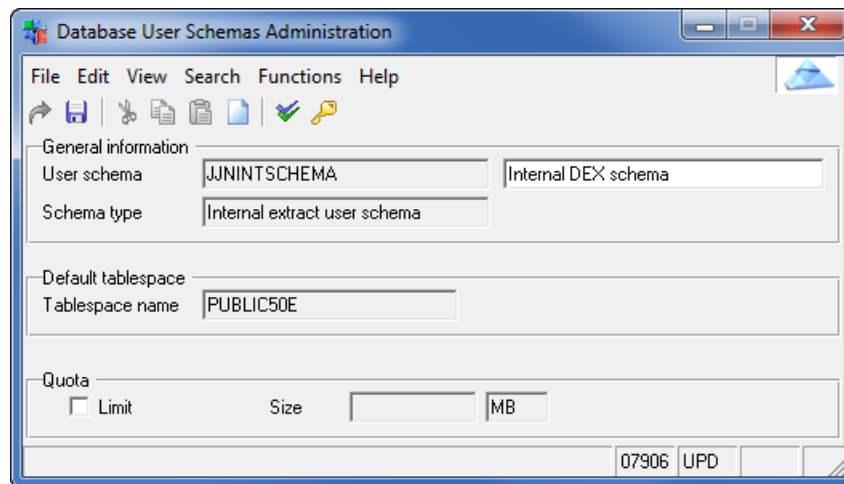 Database User Schemas Administration
File Edit View Search Functions Help
General information
User schema JJNINTSCHEMA Internal DEX schema
Schema type Internal extract user schema
Default tablespace
Tablespace name PUBLIC50E
Quota
Limit Size MB
07906 UPD